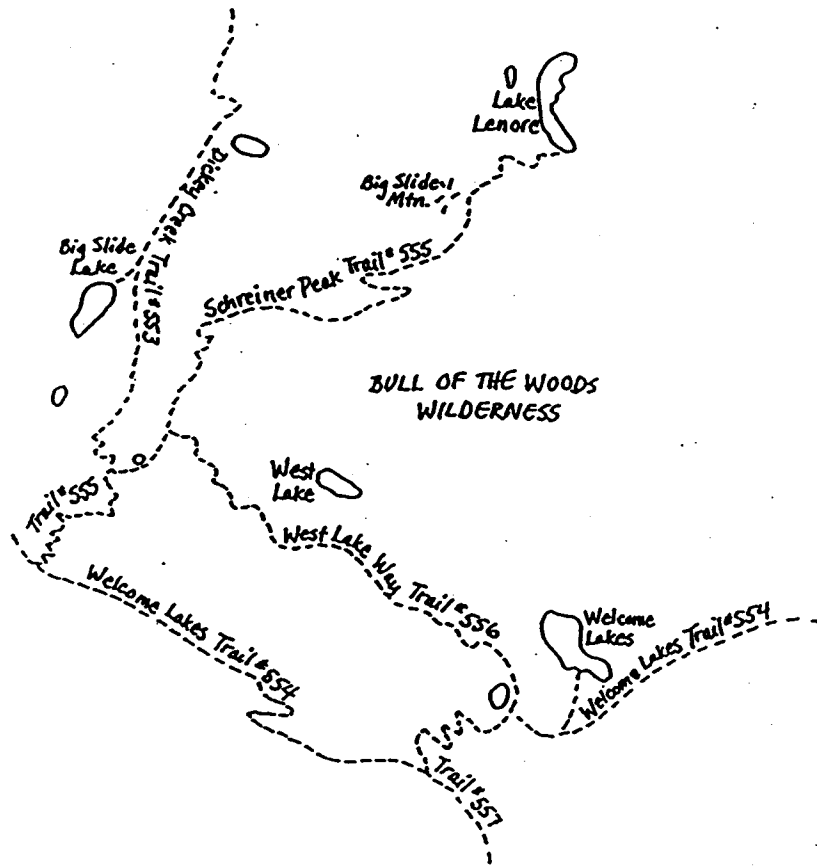 Lake
Lenore
Dickey Creek Trail #553
Big Slide
Mtn.
Big Slide
Lake
Schreiner Peak Trail #555
BULL OF THE WOODS
WILDERNESS
West
Lake
Trail #555
West Lake Way Trail #556
Welcome Lakes Trail #554
Welcome
Lakes
Welcome Lakes Trail #554
Trail #557